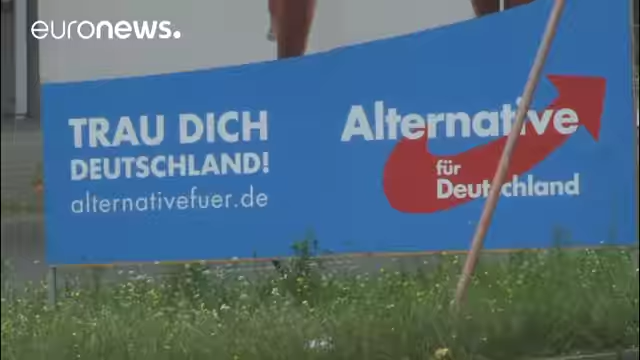 euronews.
TRAU DICH
DEUTSCHLAND!
alternativefuer.de
Alternative
für
Deutschland